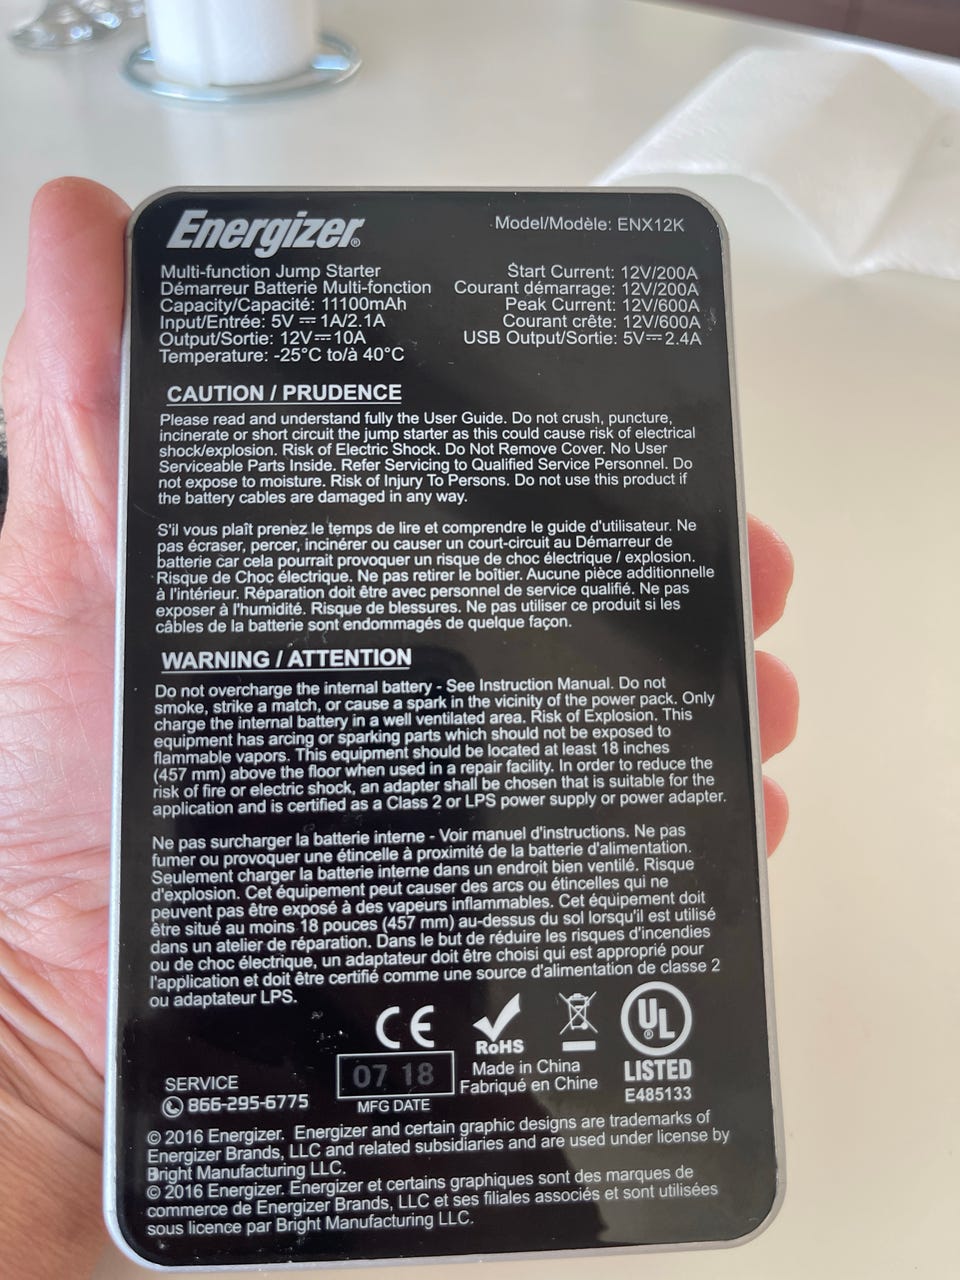 Energizer®
Model/Modèle: ENX12K
Multi-function Jump Starter
Démarreur Batterie Multi-fonction
Capacity/Capacité: 11100mAh
Input/Entrée: 5V ⎓ 1A/2.1A
Output/Sortie: 12V⎓10A
Temperature: -25°C to/à 40°C
Start Current: 12V/200A
Courant démarrage: 12V/200A
Peak Current: 12V/600A
Courant crête: 12V/600A
USB Output/Sortie: 5V⎓2.4A
CAUTION / PRUDENCE
Please read and understand fully the User Guide. Do not crush, puncture,
incinerate or short circuit the jump starter as this could cause risk of electrical
shock/explosion. Risk of Electric Shock. Do Not Remove Cover. No User
Serviceable Parts Inside. Refer Servicing to Qualified Service Personnel. Do
not expose to moisture. Risk of Injury To Persons. Do not use this product if
the battery cables are damaged in any way.
S'il vous plaît prenez le temps de lire et comprendre le guide d'utilisateur. Ne
pas écraser, percer, incinérer ou causer un court-circuit au Démarreur de
batterie car cela pourrait provoquer un risque de choc électrique / explosion.
Risque de Choc électrique. Ne pas retirer le boîtier. Aucune pièce additionnelle
à l'intérieur. Réparation doit être avec personnel de service qualifié. Ne pas
exposer à l'humidité. Risque de blessures. Ne pas utiliser ce produit si les
câbles de la batterie sont endommagés de quelque façon.
WARNING / ATTENTION
Do not overcharge the internal battery - See Instruction Manual. Do not
smoke, strike a match, or cause a spark in the vicinity of the power pack. Only
charge the internal battery in a well ventilated area. Risk of Explosion. This
equipment has arcing or sparking parts which should not be exposed to
flammable vapors. This equipment should be located at least 18 inches
(457 mm) above the floor when used in a repair facility. In order to reduce the
risk of fire or electric shock, an adapter shall be chosen that is suitable for the
application and is certified as a Class 2 or LPS power supply or power adapter.
Ne pas surcharger la batterie interne - Voir manuel d'instructions. Ne pas
fumer ou provoquer une étincelle à proximité de la batterie d'alimentation.
Seulement charger la batterie interne dans un endroit bien ventilé. Risque
d'explosion. Cet équipement peut causer des arcs ou étincelles qui ne
peuvent pas être exposé à des vapeurs inflammables. Cet équipement doit
être situé au moins 18 pouces (457 mm) au-dessus du sol lorsqu'il est utilisé
dans un atelier de réparation. Dans le but de réduire les risques d'incendies
ou de choc électrique, un adaptateur doit être choisi qui est approprié pour
l'application et doit être certifié comme une source d'alimentation de classe 2
ou adaptateur LPS.
CE
RoHS
UL®
LISTED
E485133
Made in China
Fabriqué en Chine
07 18
MFG DATE
SERVICE
866-295-6775
© 2016 Energizer. Energizer and certain graphic designs are trademarks of
Energizer Brands, LLC and related subsidiaries and are used under license by
Bright Manufacturing LLC.
© 2016 Energizer. Energizer et certains graphiques sont des marques de
commerce de Energizer Brands, LLC et ses filiales associés et sont utilisées
sous licence par Bright Manufacturing LLC.